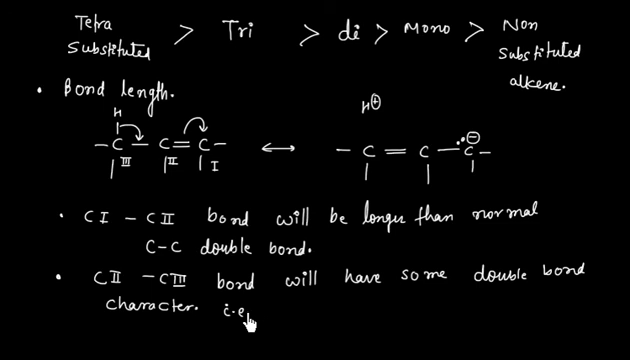 Tetra Substituted > Tri > di > Mono > Non Substituted alkene.
• Bond length.
H H⊕
– C – C = C – ↔ – C = C – C̈⊖ –
III II I
• CI – CII bond will be longer than normal
C–C double bond.
• CII – CIII bond will have some double bond
character. i.e